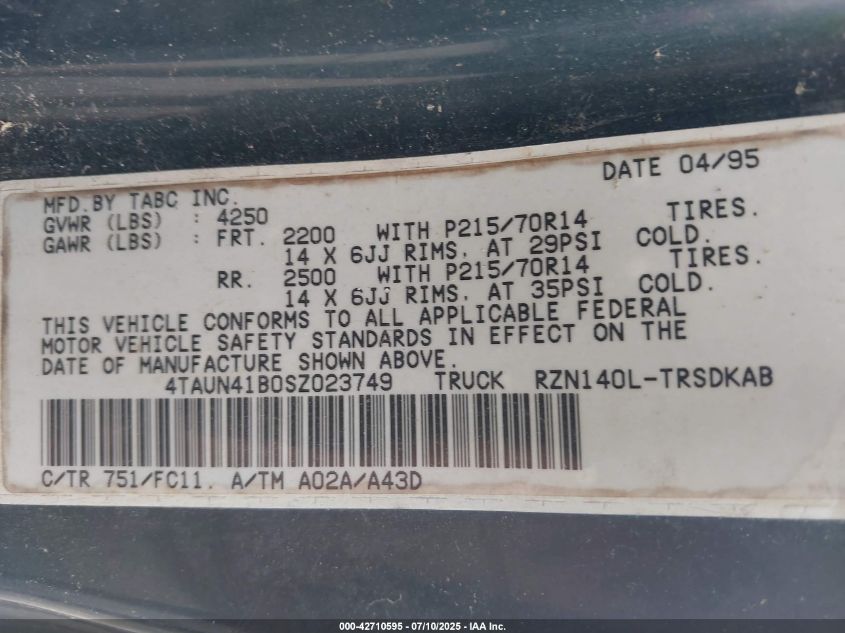 DATE 04/95
MFD. BY TABC INC.
GVWR (LBS) : 4250
GAWR (LBS) : FRT. 2200 WITH P215/70R14 TIRES.
14 X 6JJ RIMS, AT 29PSI COLD.
RR. 2500 WITH P215/70R14 TIRES.
14 X 6JJ RIMS, AT 35PSI COLD.
THIS VEHICLE CONFORMS TO ALL APPLICABLE FEDERAL
MOTOR VEHICLE SAFETY STANDARDS IN EFFECT ON THE
DATE OF MANUFACTURE SHOWN ABOVE.
4TAUN41B0SZ023749 TRUCK RZN140L-TRSDKAB
C/TR 751/FC11. A/TM A02A/A43D
000-42710595 - 07/10/2025 - IAA Inc.